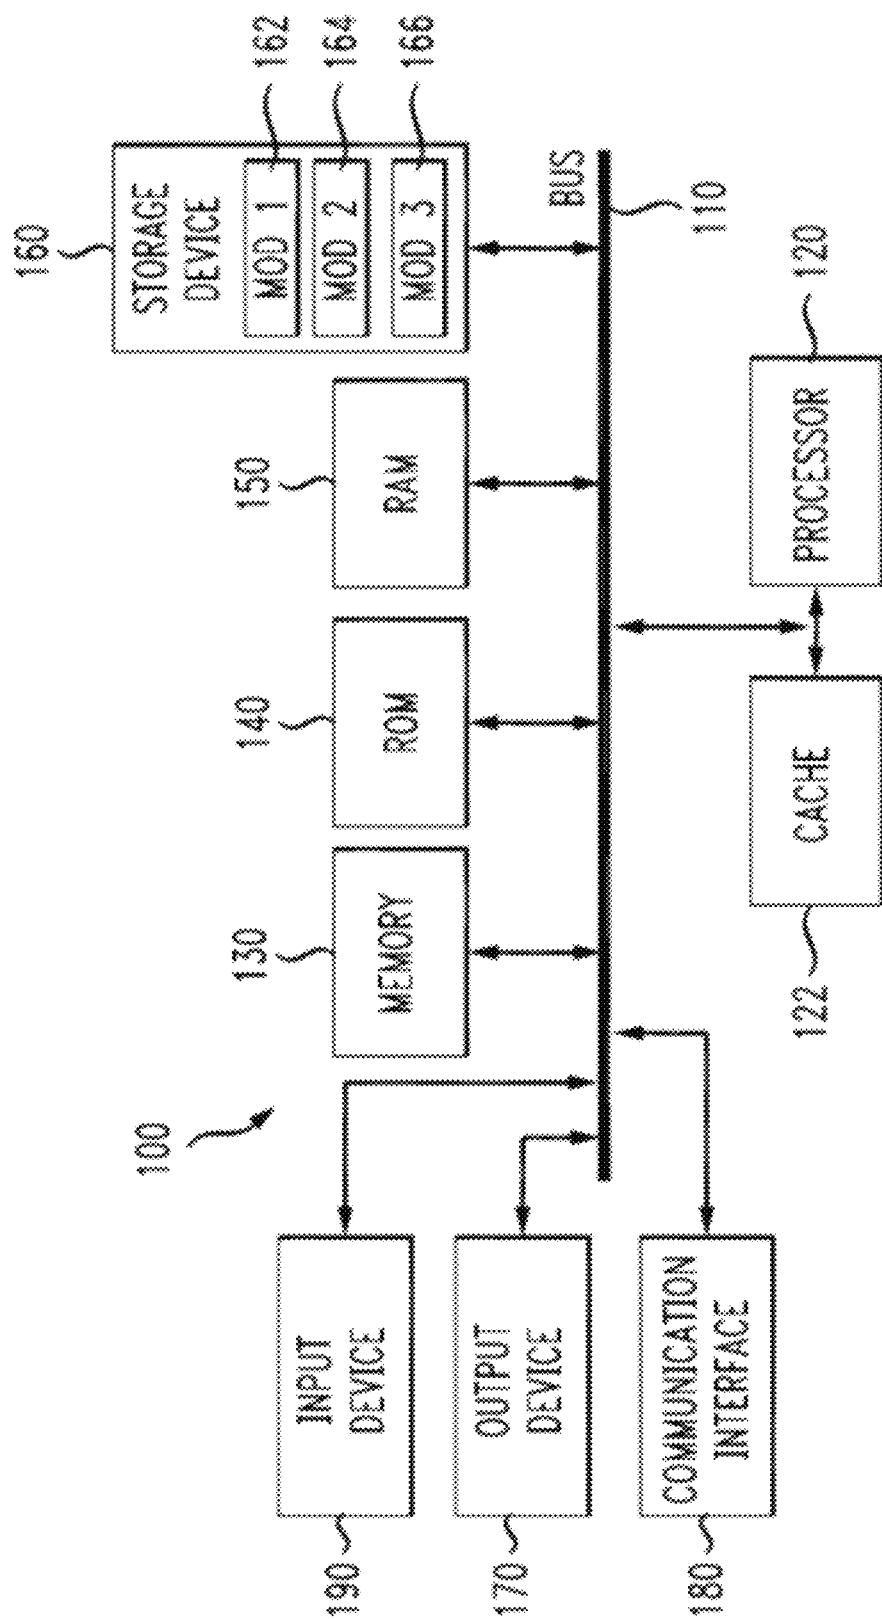 100
190
INPUT
DEVICE
170
OUTPUT
DEVICE
180
COMMUNICATION
INTERFACE
130
MEMORY
140
ROM
150
RAM
160
STORAGE
DEVICE
MOD 1
162
MOD 2
164
MOD 3
166
BUS
110
122
CACHE
120
PROCESSOR